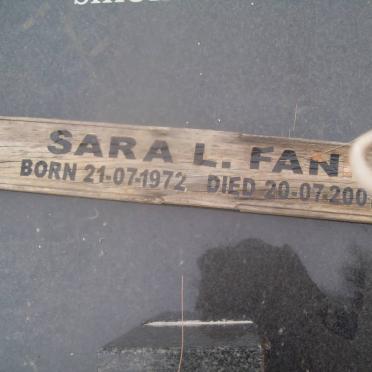 SARA L. FAN
BORN 21-07-1972 DIED 20-07-200